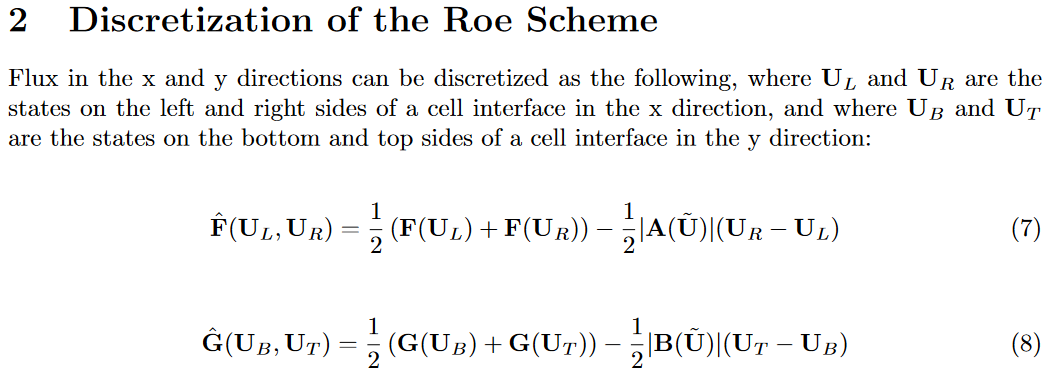 2 Discretization of the Roe Scheme
Flux in the x and y directions can be discretized as the following, where U_L and U_R are the
states on the left and right sides of a cell interface in the x direction, and where U_B and U_T
are the states on the bottom and top sides of a cell interface in the y direction:
F̂(U_L, U_R) = 1/2 (F(U_L) + F(U_R)) − 1/2 |A(Ũ)|(U_R − U_L) (7)
Ĝ(U_B, U_T) = 1/2 (G(U_B) + G(U_T)) − 1/2 |B(Ũ)|(U_T − U_B) (8)